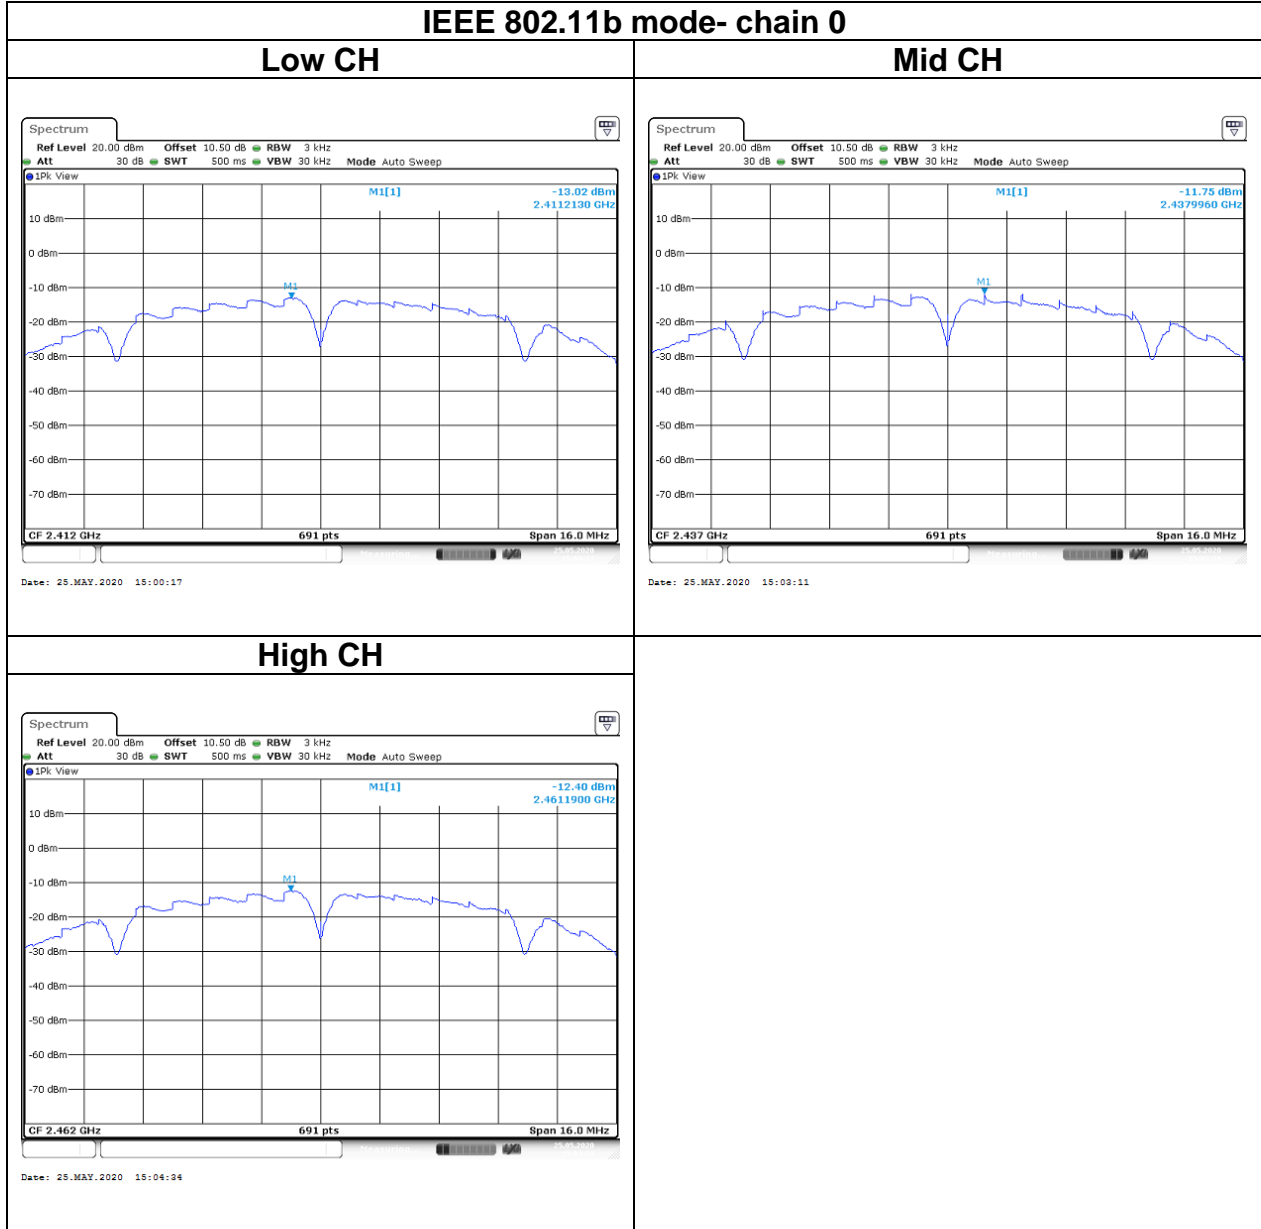 IEEE 802.11b mode- chain 0
Low CH
Mid CH
Spectrum
Ref Level 20.00 dBm Offset 10.50 dB RBW 3 kHz
Att 30 dB SWT 500 ms VBW 30 kHz Mode Auto Sweep
1Pk View
M1[1] -13.02 dBm
2.4112130 GHz
10 dBm
0 dBm
M1
-10 dBm
-20 dBm
-30 dBm
-40 dBm
-50 dBm
-60 dBm
-70 dBm
CF 2.412 GHz 691 pts Span 16.0 MHz
Date: 25.MAY.2020 15:00:17
Spectrum
Ref Level 20.00 dBm Offset 10.50 dB RBW 3 kHz
Att 30 dB SWT 500 ms VBW 30 kHz Mode Auto Sweep
1Pk View
M1[1] -11.75 dBm
2.4379960 GHz
10 dBm
0 dBm
M1
-10 dBm
-20 dBm
-30 dBm
-40 dBm
-50 dBm
-60 dBm
-70 dBm
CF 2.437 GHz 691 pts Span 16.0 MHz
Date: 25.MAY.2020 15:03:11
High CH
Spectrum
Ref Level 20.00 dBm Offset 10.50 dB RBW 3 kHz
Att 30 dB SWT 500 ms VBW 30 kHz Mode Auto Sweep
1Pk View
M1[1] -12.40 dBm
2.4611900 GHz
10 dBm
0 dBm
M1
-10 dBm
-20 dBm
-30 dBm
-40 dBm
-50 dBm
-60 dBm
-70 dBm
CF 2.462 GHz 691 pts Span 16.0 MHz
Date: 25.MAY.2020 15:04:34